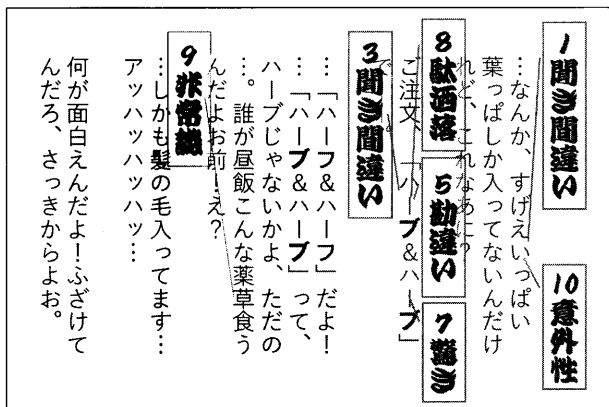 1聞き間違い
10意外性
…なんか、すげえいっぱい
葉っぱしか入ってないんだけ
れど、これなあに?
8駄洒落
5勘違い
7驚き
ご注文、「ハーブ&ハーブ」
で。
3聞き間違い
…「ハーフ&ハーフ」だよ!
…「ハーブ&ハーブ」って、
ハーブじゃないかよ、ただの
…。誰が昼飯こんな薬草食う
んだよお前!え?
9非常識
…しかも髪の毛入ってます…
アッハッハッハッハッ…
何が面白えんだよ!ふざけて
んだろ、さっきからよお。